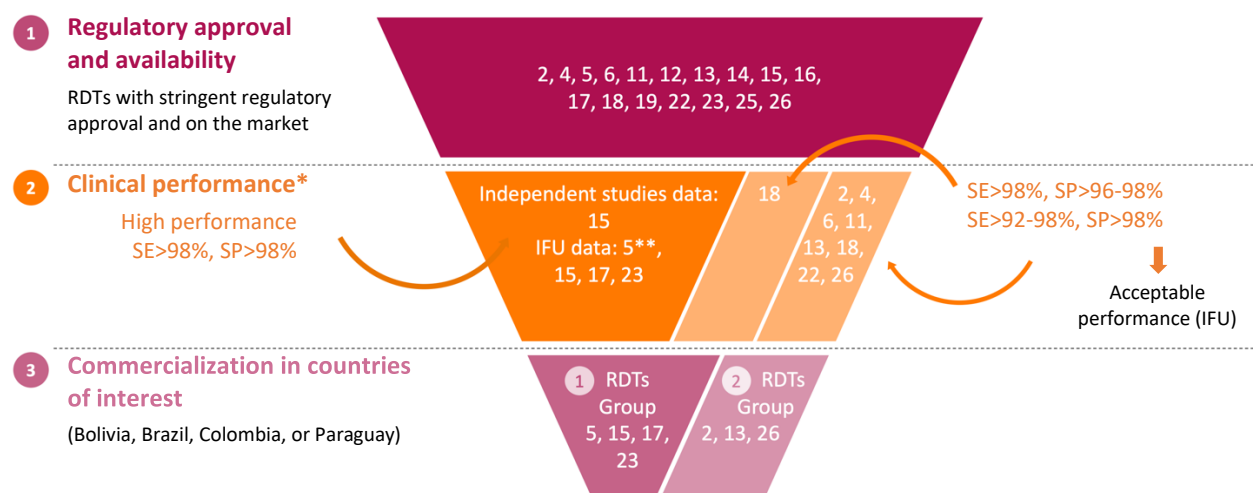 1
Regulatory approval
and availability
RDTs with stringent regulatory
approval and on the market
2, 4, 5, 6, 11, 12, 13, 14, 15, 16,
17, 18, 19, 22, 23, 25, 26
2
Clinical performance*
High performance
SE>98%, SP>98%
Independent studies data:
15
IFU data: 5**,
15, 17, 23
18
2, 4,
6, 11,
13, 18,
22, 26
SE>98%, SP>96-98%
SE>92-98%, SP>98%
Acceptable
performance (IFU)
3
Commercialization in countries
of interest
(Bolivia, Brazil, Colombia, or Paraguay)
1 RDTs
Group
5, 15, 17,
23
2 RDTs
Group
2, 13, 26